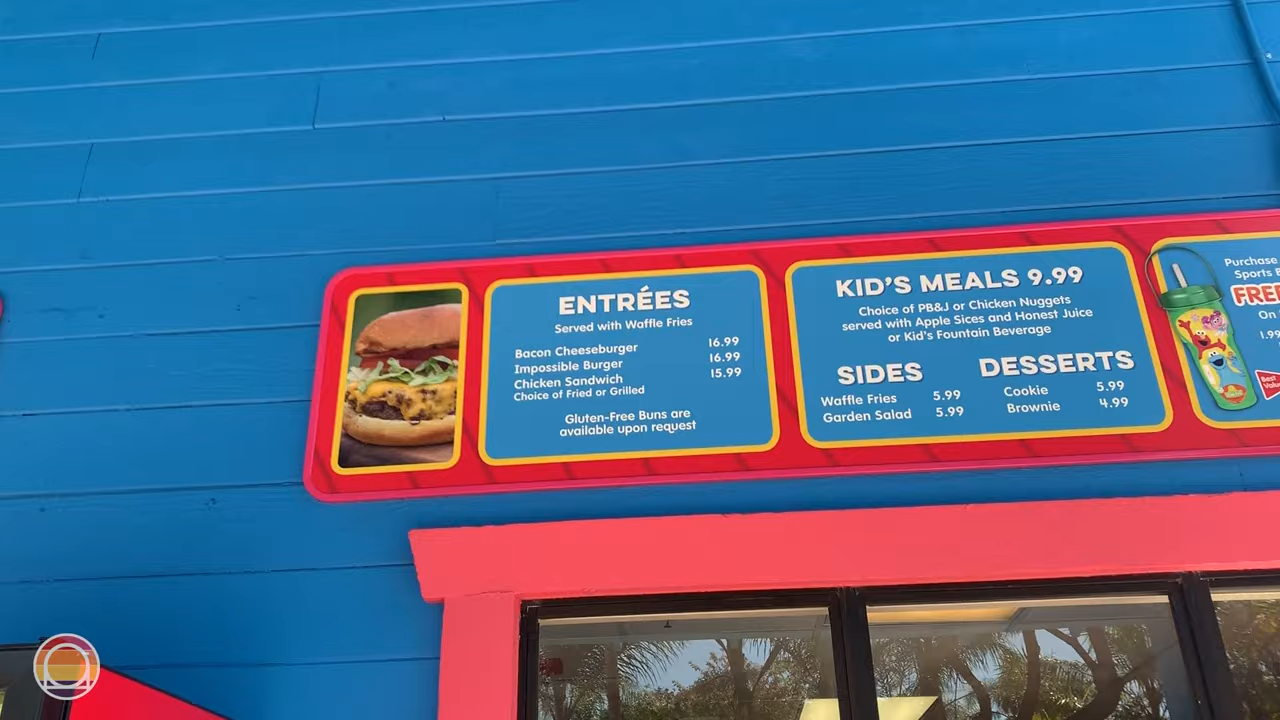 ENTRÉES
Served with Waffle Fries
Bacon Cheeseburger 16.99
Impossible Burger 16.99
Chicken Sandwich 15.99
Choice of Fried or Grilled
Gluten-Free Buns are
available upon request
KID'S MEALS 9.99
Choice of PB&J or Chicken Nuggets
served with Apple Sices and Honest Juice
or Kid's Fountain Beverage
SIDES
Waffle Fries 5.99
Garden Salad 5.99
DESSERTS
Cookie 5.99
Brownie 4.99
Purchase
Sports
On
1.99
Best